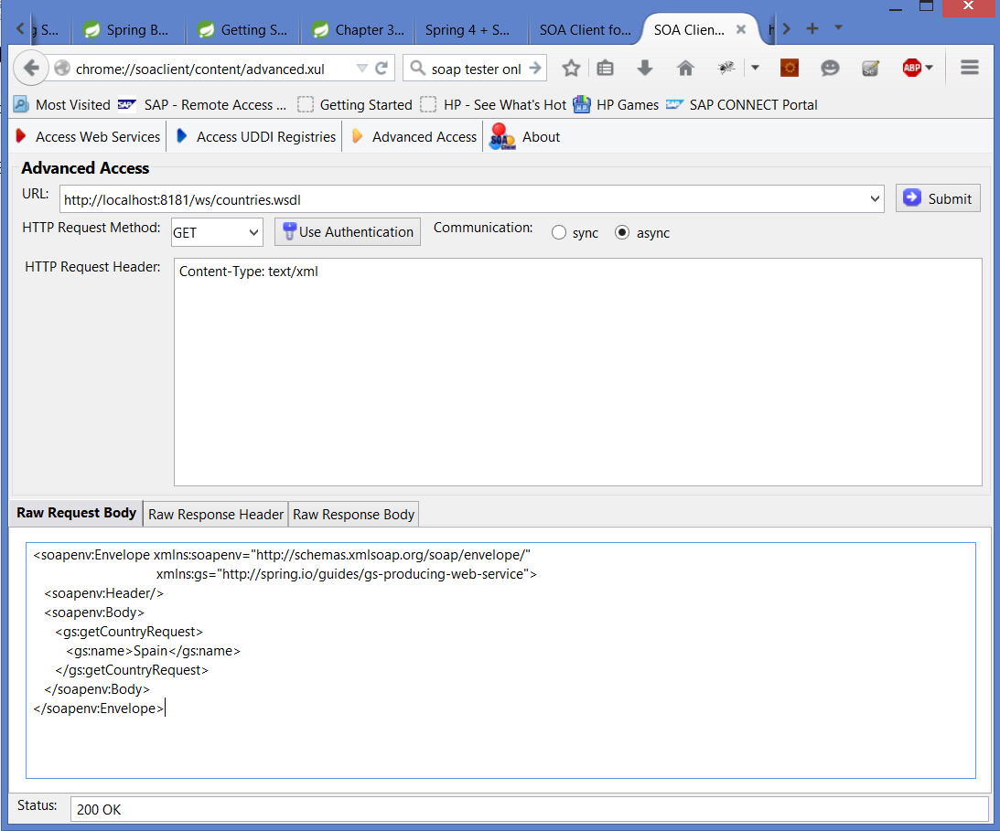 g S...
Spring B...
Getting S...
Chapter 3...
Spring 4 + S...
SOA Client fo...
SOA Clien...
chrome://soaclient/content/advanced.xul
soap tester onl
ABP
Most Visited
SAP - Remote Access ...
Getting Started
HP - See What's Hot
HP Games
SAP CONNECT Portal
Access Web Services
Access UDDI Registries
Advanced Access
About
Advanced Access
URL:
http://localhost:8181/ws/countries.wsdl
Submit
HTTP Request Method:
GET
Use Authentication
Communication:
sync
async
HTTP Request Header:
Content-Type: text/xml
Raw Request Body
Raw Response Header
Raw Response Body
<soapenv:Envelope xmlns:soapenv="http://schemas.xmlsoap.org/soap/envelope/"
xmlns:gs="http://spring.io/guides/gs-producing-web-service">
<soapenv:Header/>
<soapenv:Body>
<gs:getCountryRequest>
<gs:name>Spain</gs:name>
</gs:getCountryRequest>
</soapenv:Body>
</soapenv:Envelope>
Status:
200 OK